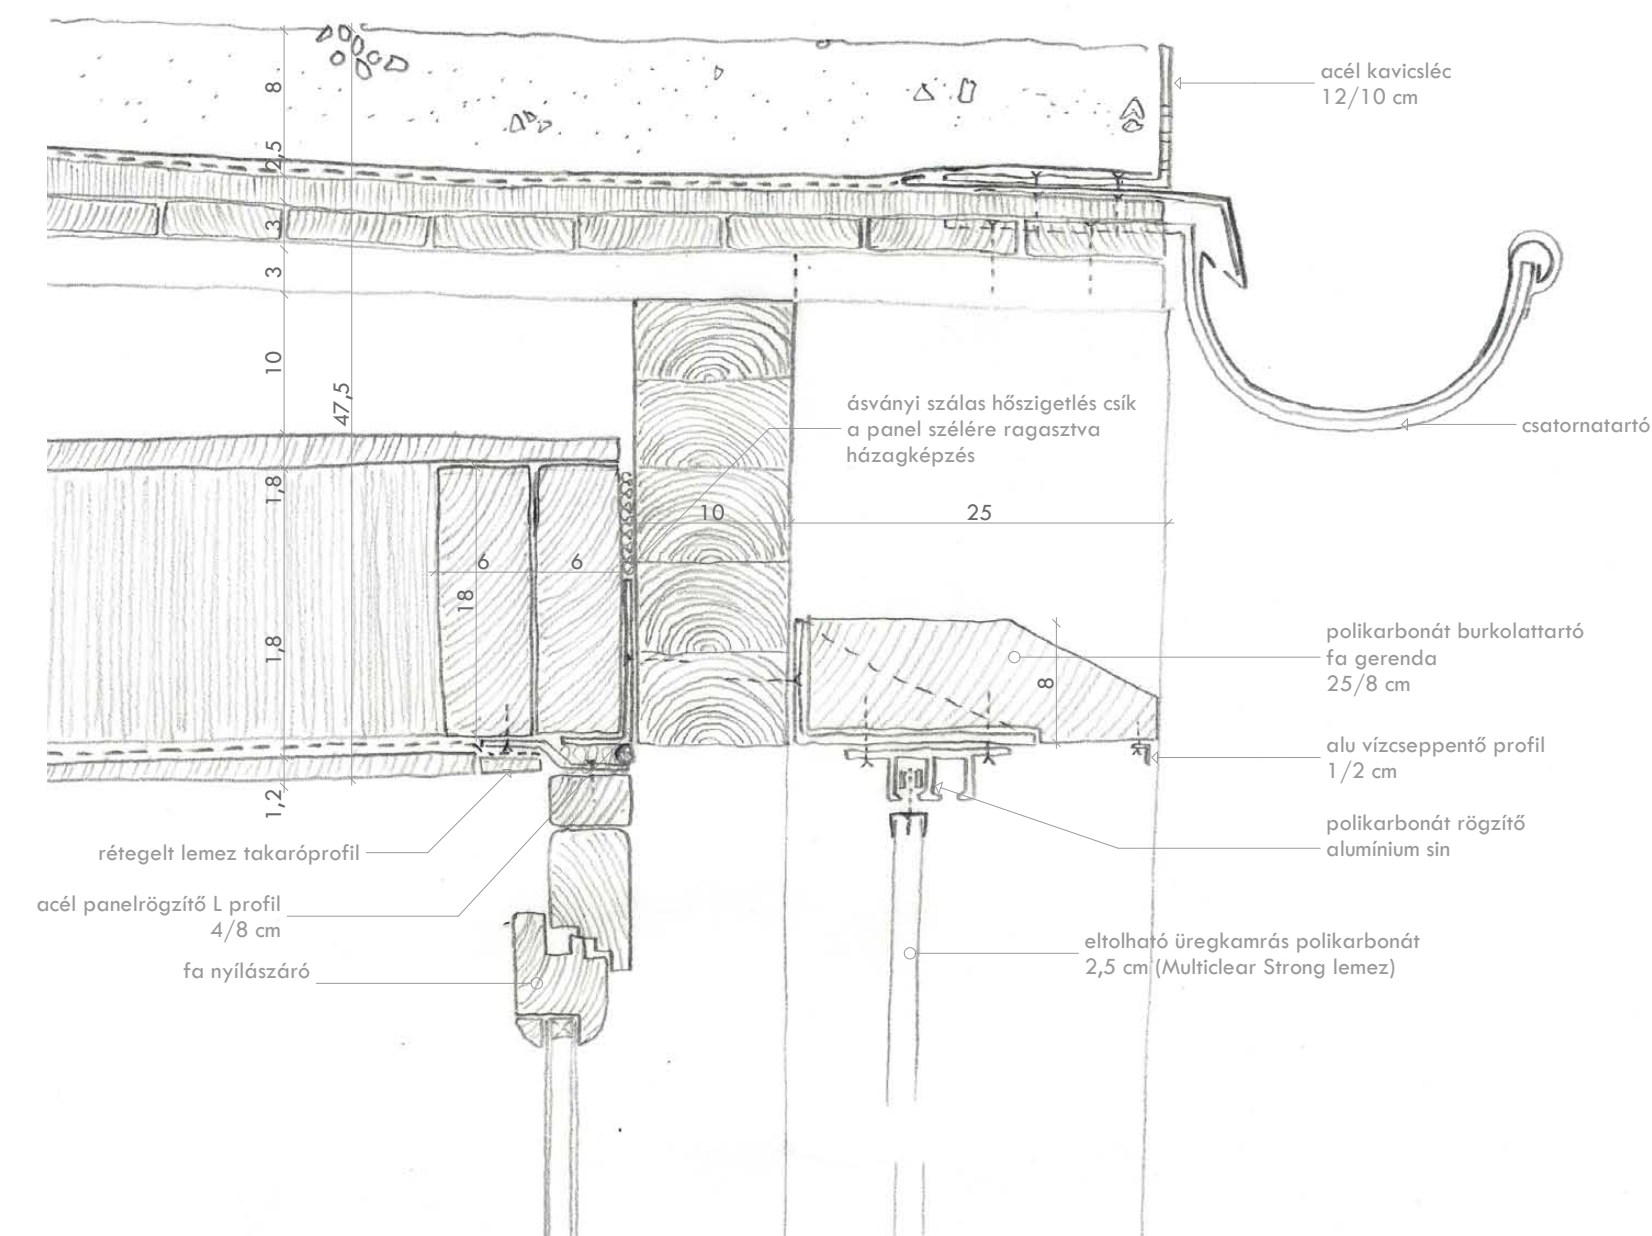 acél kavicsléc
12/10 cm
8
2,5
3
3
10
47,5
1,8
1,8
1,2
ásványi szálas hőszigetlés csík
a panel szélére ragasztva
házagképzés
csatornatartó
10
25
6
6
18
8
polikarbonát burkolattartó
fa gerenda
25/8 cm
alu vízcseppentő profil
1/2 cm
polikarbonát rögzítő
alumínium sin
rétegelt lemez takaróprofil
acél panelrögzítő L profil
4/8 cm
fa nyílászáró
eltolható üregkamrás polikarbonát
2,5 cm (Multiclear Strong lemez)